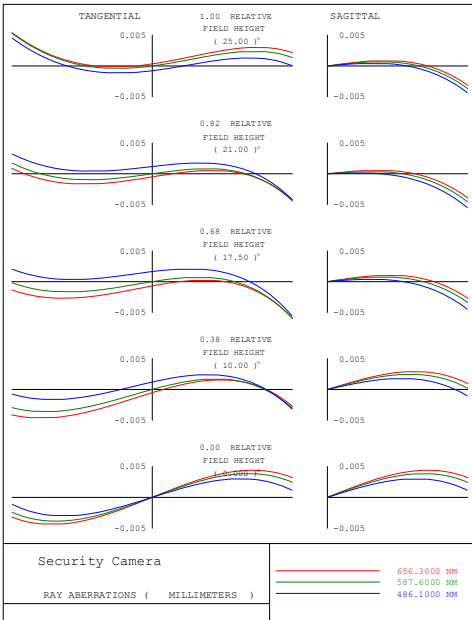 TANGENTIAL 1.00 RELATIVE SAGITTAL
FIELD HEIGHT
( 25.00 )°
0.005 0.005
-0.005 -0.005
0.82 RELATIVE
FIELD HEIGHT
( 21.00 )°
0.005 0.005
-0.005 -0.005
0.68 RELATIVE
FIELD HEIGHT
( 17.50 )°
0.005 0.005
-0.005 -0.005
0.38 RELATIVE
FIELD HEIGHT
( 10.00 )°
0.005 0.005
-0.005 -0.005
0.00 RELATIVE
FIELD HEIGHT
( 0.000 )°
0.005 0.005
-0.005 -0.005
Security Camera
RAY ABERRATIONS ( MILLIMETERS )
656.3000 NM
587.6000 NM
486.1000 NM